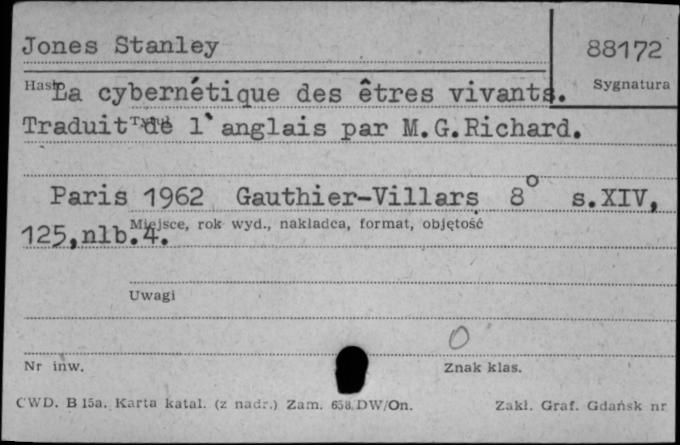 Jones Stanley
88172
Hasło
Sygnatura
La cybernétique des êtres vivants.
Traduit de l'anglais par M.G.Richard.
Tytuł
Paris 1962 Gauthier-Villars 8° s.XIV,
Miejsce, rok wyd., nakładca, format, objętość
125,nlb.4.
Uwagi
0
Nr inw.
Znak klas.
CWD. B 15a. Karta katal. (z nadr.) Zam. 658/DW/On.
Zakł. Graf. Gdańsk nr